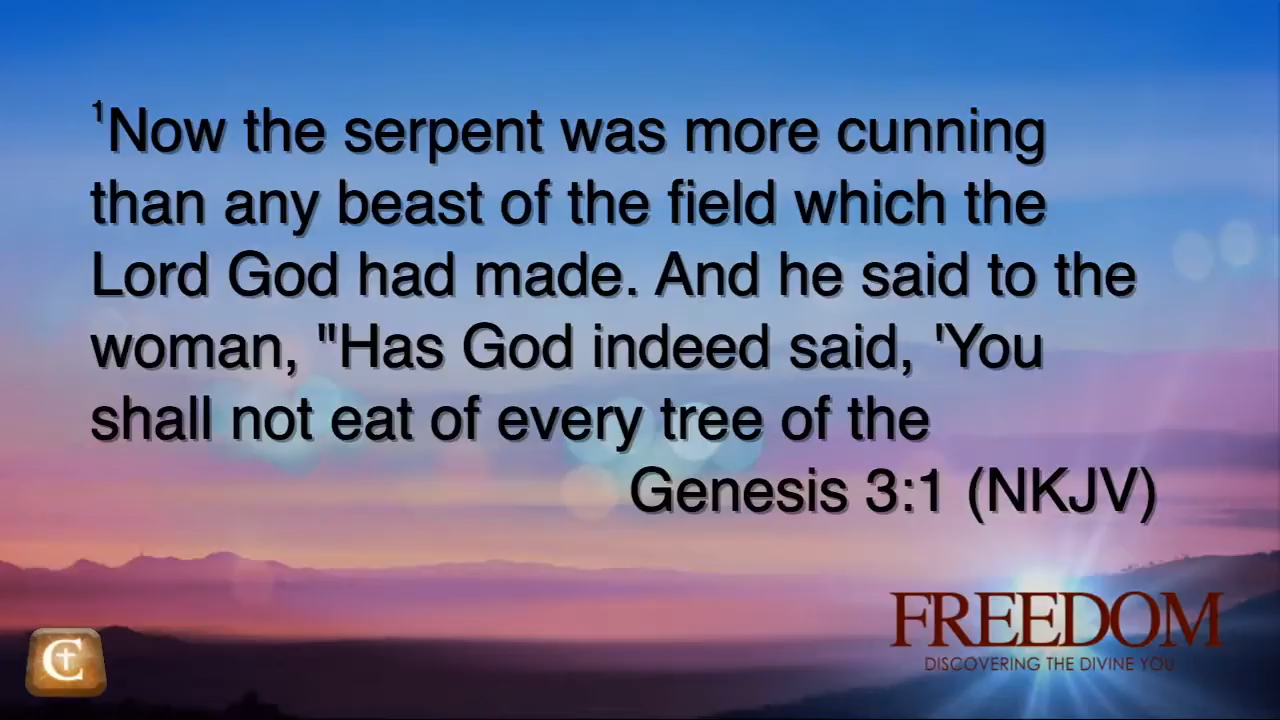 ¹Now the serpent was more cunning
than any beast of the field which the
Lord God had made. And he said to the
woman, "Has God indeed said, 'You
shall not eat of every tree of the
Genesis 3:1 (NKJV)
FREEDOM
DISCOVERING THE DIVINE YOU
C